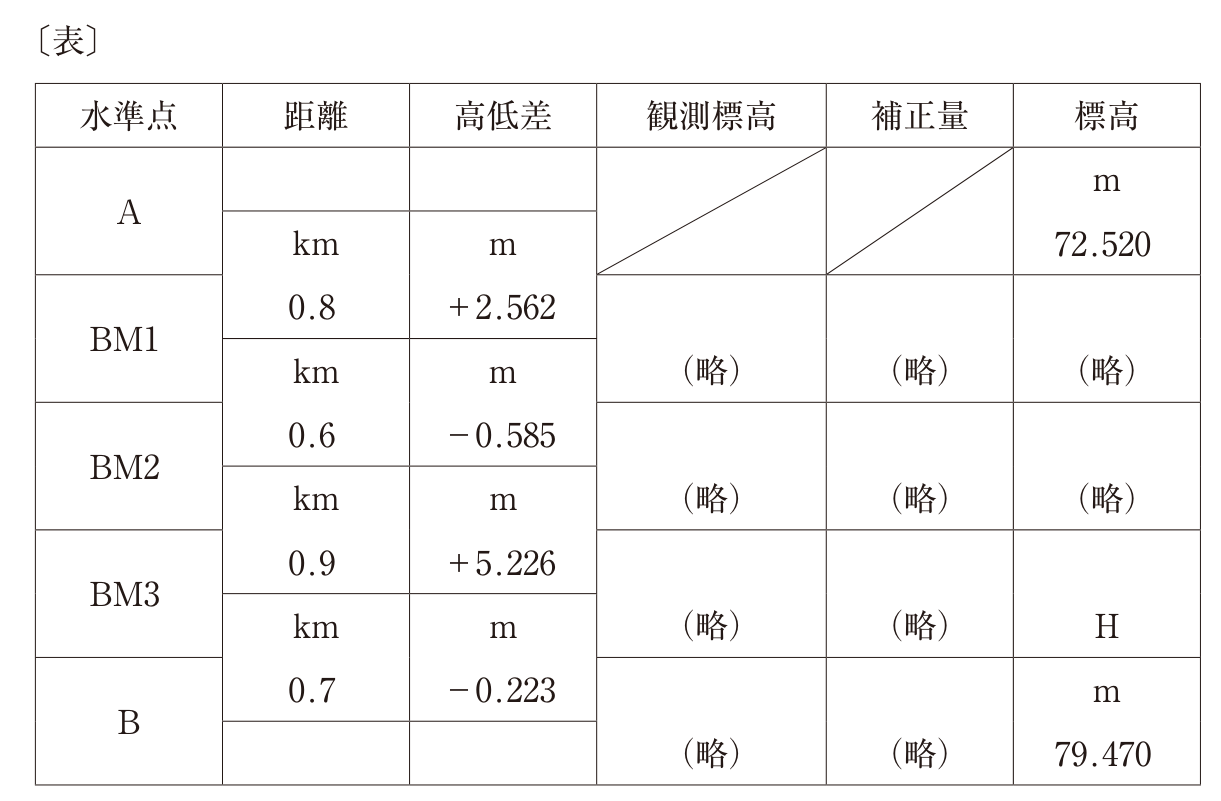 〔表〕
水準点 距離 高低差 観測標高 補正量 標高
A m
km m 72.520
0.8 +2.562
BM1
km m (略) (略) (略)
0.6 −0.585
BM2
km m (略) (略) (略)
0.9 +5.226
BM3
km m (略) (略) H
0.7 −0.223 m
B
(略) (略) 79.470